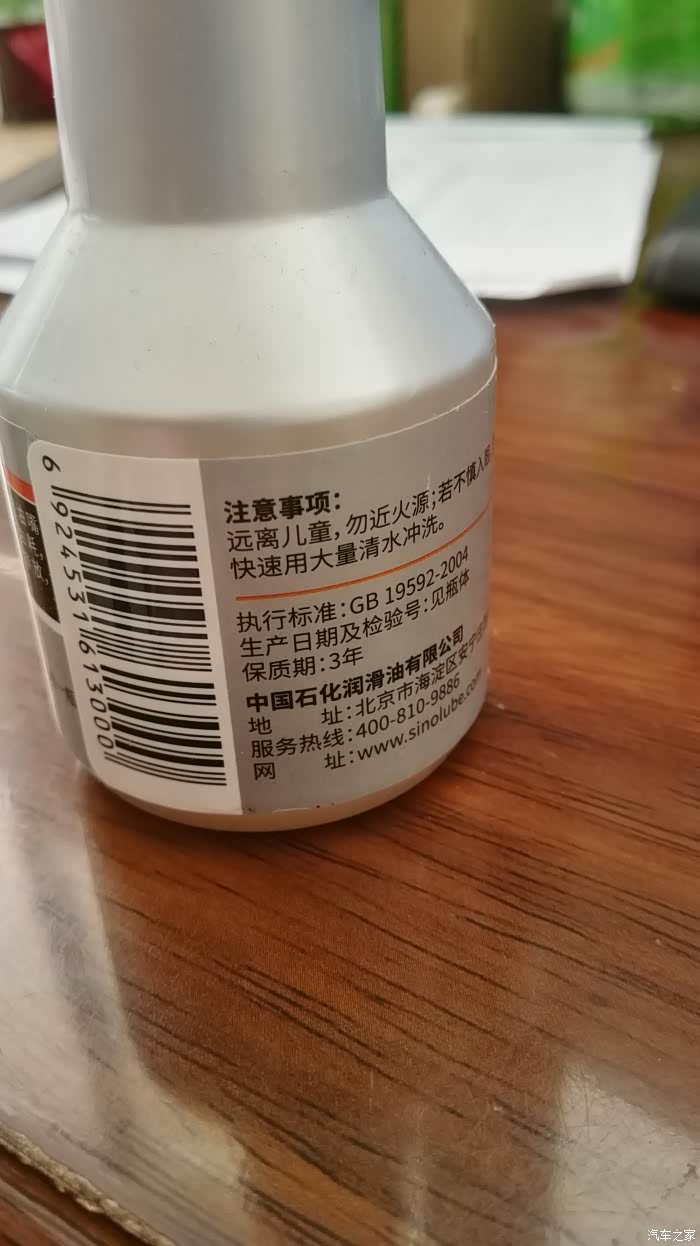 注意事项：
远离儿童，勿近火源；若不慎入眼
快速用大量清水冲洗。
执行标准：GB 19592-2004
生产日期及检验号：见瓶体
保质期：3年
中国石化润滑油有限公司
地 址：北京市海淀区安宁庄
服务热线：400-810-9886
网 址：www.sinolube.com
6 924531 613000
汽车之家